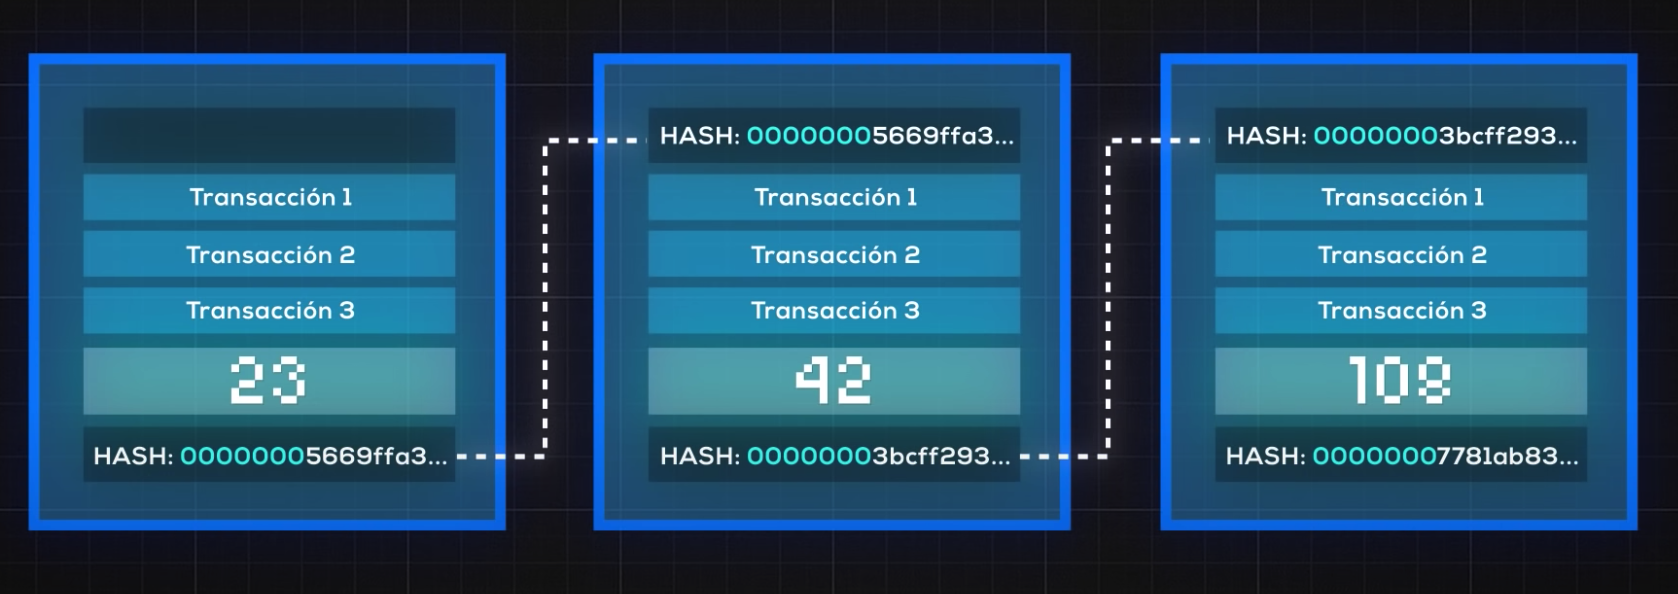 Transacción 1
Transacción 2
Transacción 3
23
HASH: 00000005669ffa3...
HASH: 00000005669ffa3...
Transacción 1
Transacción 2
Transacción 3
42
HASH: 00000003bcff293...
HASH: 00000003bcff293...
Transacción 1
Transacción 2
Transacción 3
108
HASH: 00000007781ab83...